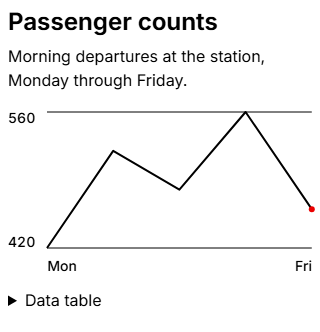 Passenger counts
Morning departures at the station,
Monday through Friday.
560
420
Mon
Fri
Data table